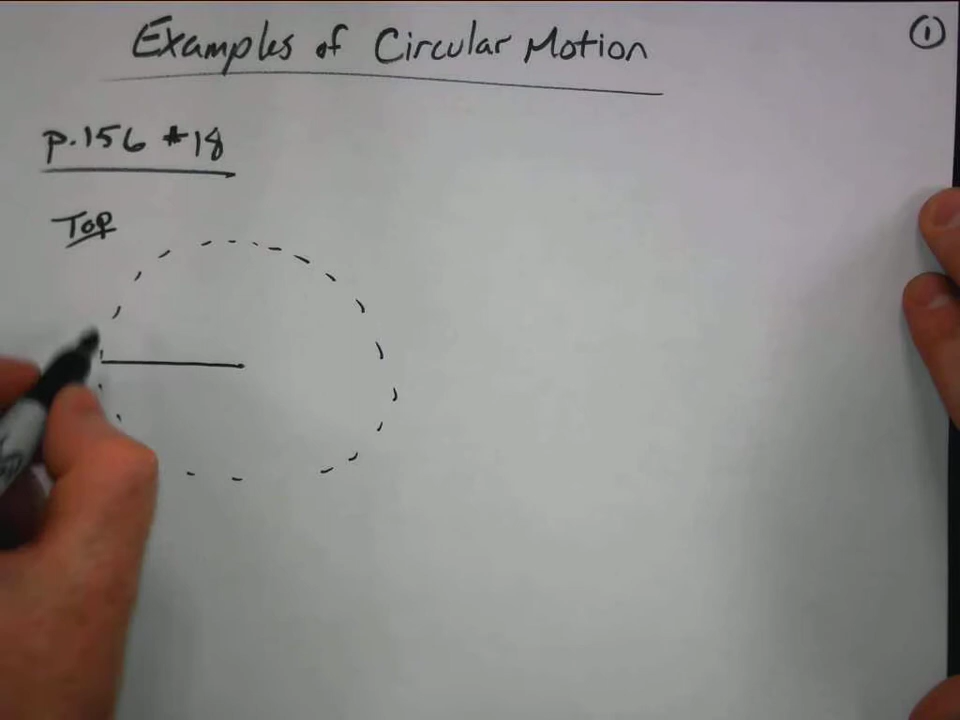 Examples of Circular Motion
①
p.156 #18
Top